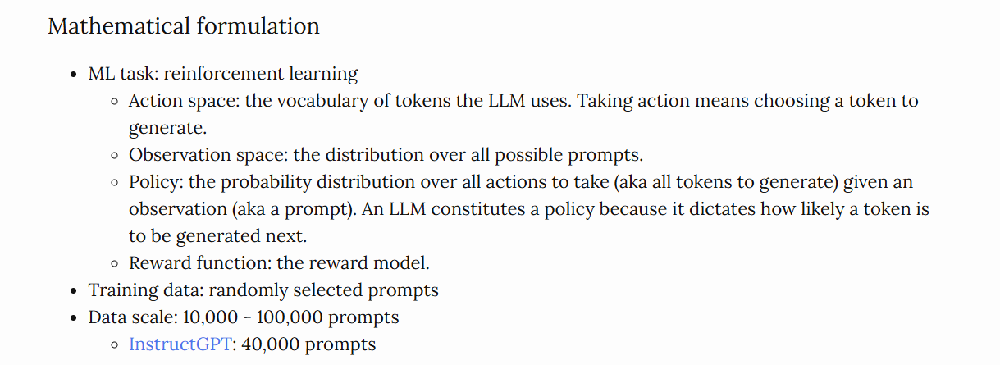 Mathematical formulation
• ML task: reinforcement learning
◦ Action space: the vocabulary of tokens the LLM uses. Taking action means choosing a token to
generate.
◦ Observation space: the distribution over all possible prompts.
◦ Policy: the probability distribution over all actions to take (aka all tokens to generate) given an
observation (aka a prompt). An LLM constitutes a policy because it dictates how likely a token is
to be generated next.
◦ Reward function: the reward model.
• Training data: randomly selected prompts
• Data scale: 10,000 - 100,000 prompts
◦ InstructGPT: 40,000 prompts